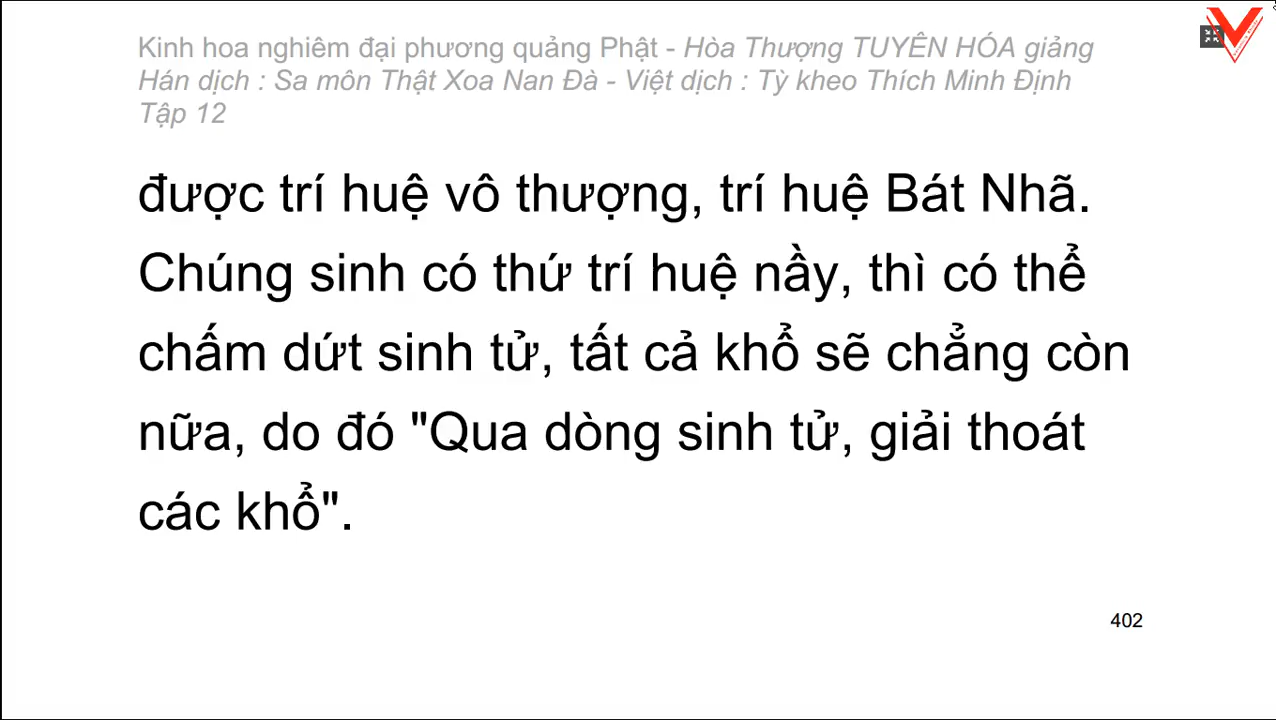 Kinh hoa nghiêm đại phương quảng Phật - Hòa Thượng TUYÊN HÓA giảng
Hán dịch : Sa môn Thật Xoa Nan Đà - Việt dịch : Tỳ kheo Thích Minh Định
Tập 12
được trí huệ vô thượng, trí huệ Bát Nhã.
Chúng sinh có thứ trí huệ nầy, thì có thể
chấm dứt sinh tử, tất cả khổ sẽ chẳng còn
nữa, do đó "Qua dòng sinh tử, giải thoát
các khổ".
402